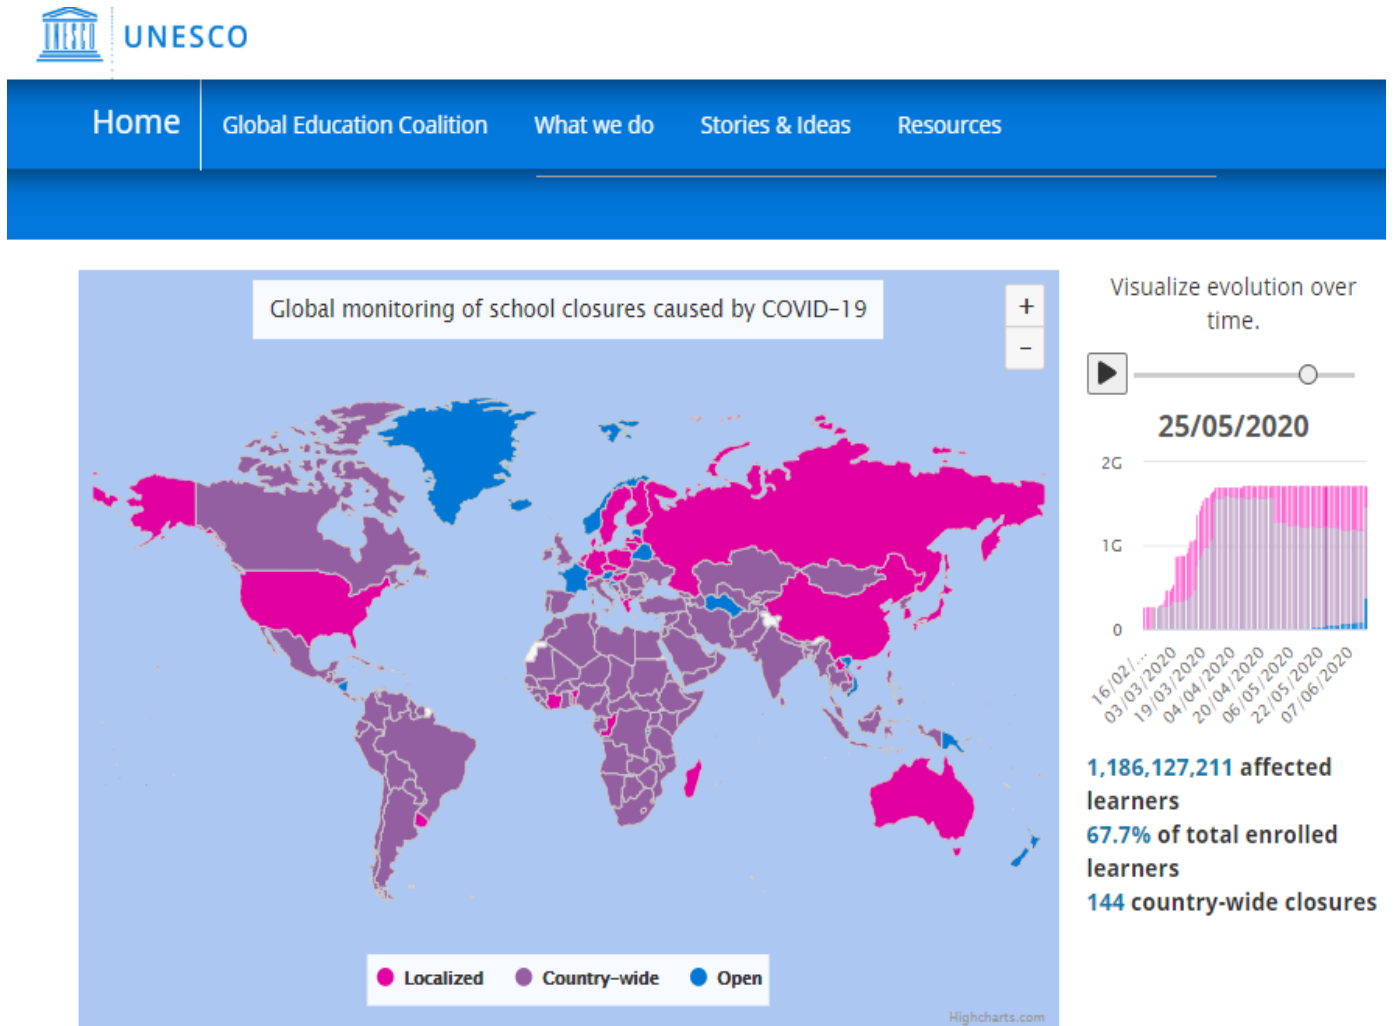 UNESCO
UNESCO
Home
Global Education Coalition
What we do
Stories & Ideas
Resources
Global monitoring of school closures caused by COVID-19
+
-
Localized
Country-wide
Open
Highcharts.com
Visualize evolution over
time.
25/05/2020
2G
1G
0
16/02/...
03/03/2020
19/03/2020
04/04/2020
20/04/2020
06/05/2020
22/05/2020
07/06/2020
1,186,127,211 affected
learners
67.7% of total enrolled
learners
144 country-wide closures